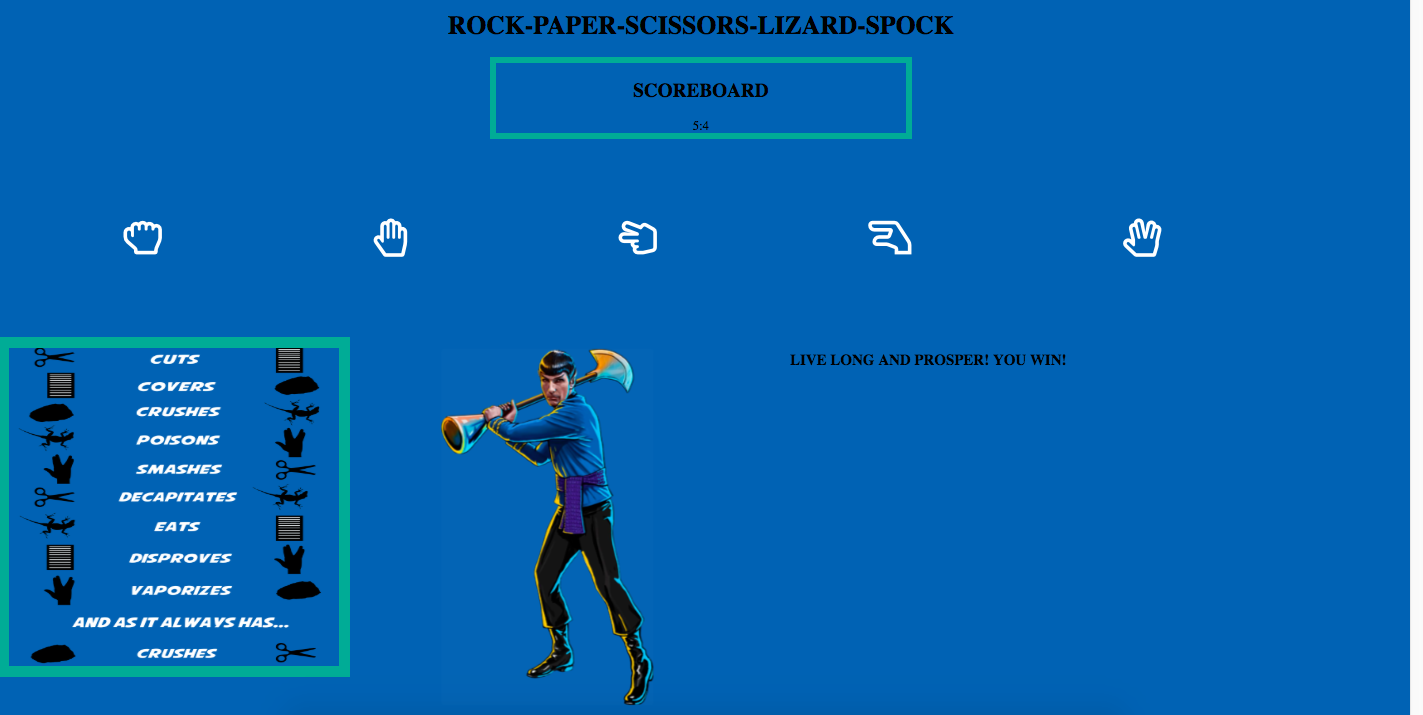 ROCK-PAPER-SCISSORS-LIZARD-SPOCK
SCOREBOARD
5:4
CUTS
COVERS
CRUSHES
POISONS
SMASHES
DECAPITATES
EATS
DISPROVES
VAPORIZES
AND AS IT ALWAYS HAS...
CRUSHES
LIVE LONG AND PROSPER! YOU WIN!